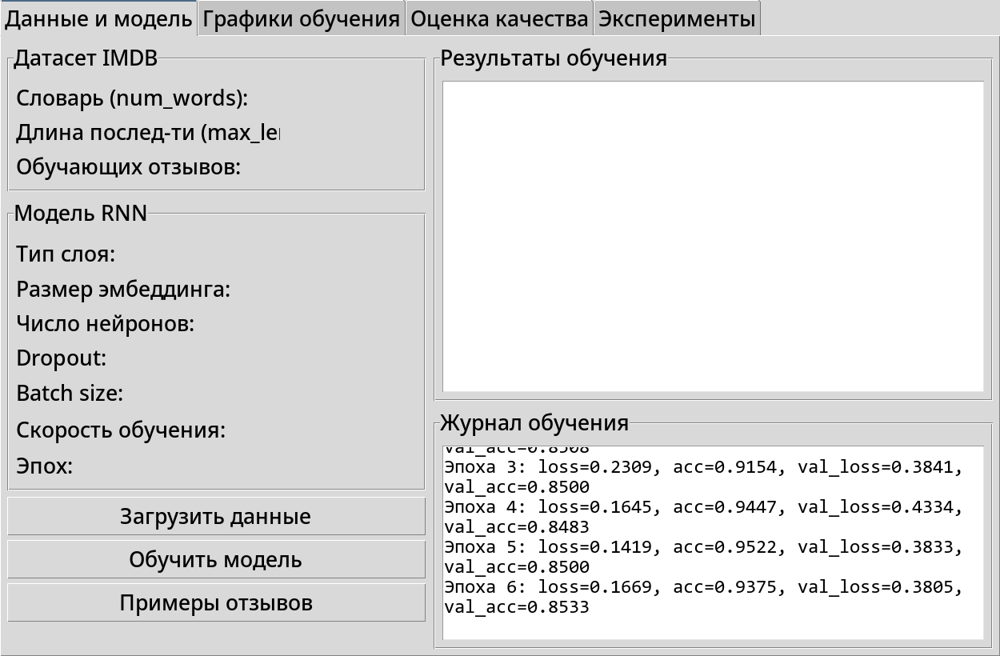 Данные и модель Графики обучения Оценка качества Эксперименты
Датасет IMDB
Словарь (num_words):
Длина послед-ти (max_le
Обучающих отзывов:
Модель RNN
Тип слоя:
Размер эмбеддинга:
Число нейронов:
Dropout:
Batch size:
Скорость обучения:
Эпох:
Загрузить данные
Обучить модель
Примеры отзывов
Результаты обучения
Журнал обучения
val_acc=0.8508
Эпоха 3: loss=0.2309, acc=0.9154, val_loss=0.3841,
val_acc=0.8500
Эпоха 4: loss=0.1645, acc=0.9447, val_loss=0.4334,
val_acc=0.8483
Эпоха 5: loss=0.1419, acc=0.9522, val_loss=0.3833,
val_acc=0.8500
Эпоха 6: loss=0.1669, acc=0.9375, val_loss=0.3805,
val_acc=0.8533